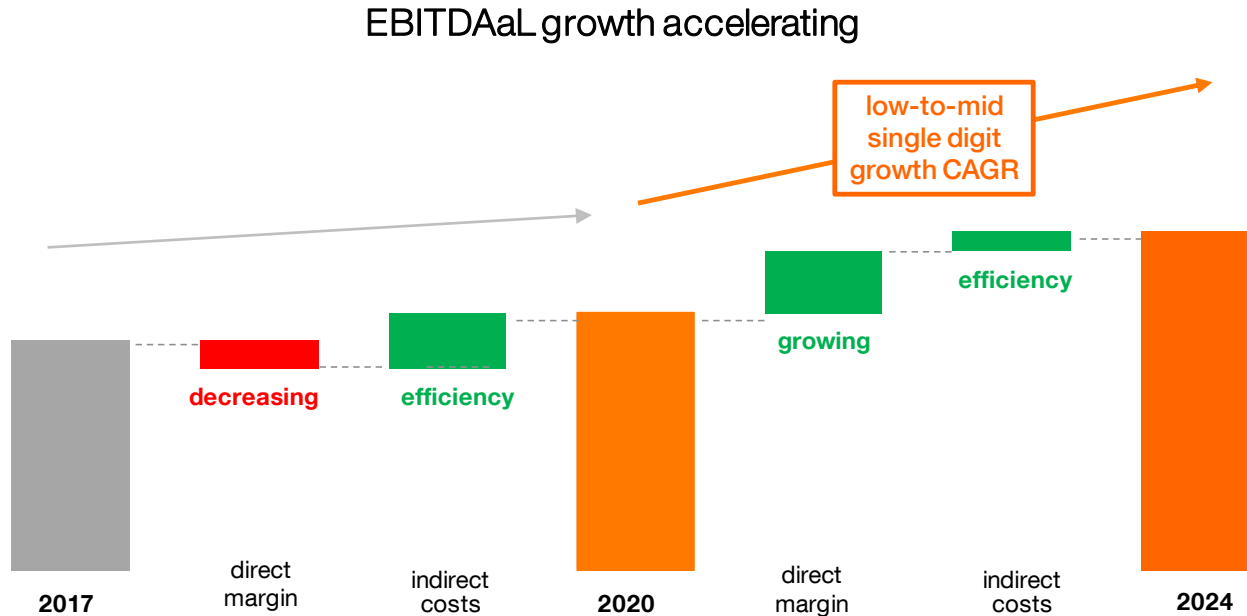 EBITDAaL growth accelerating
low-to-mid
single digit
growth CAGR
efficiency
growing
decreasing
efficiency
2017
direct
margin
indirect
costs
2020
direct
margin
indirect
costs
2024